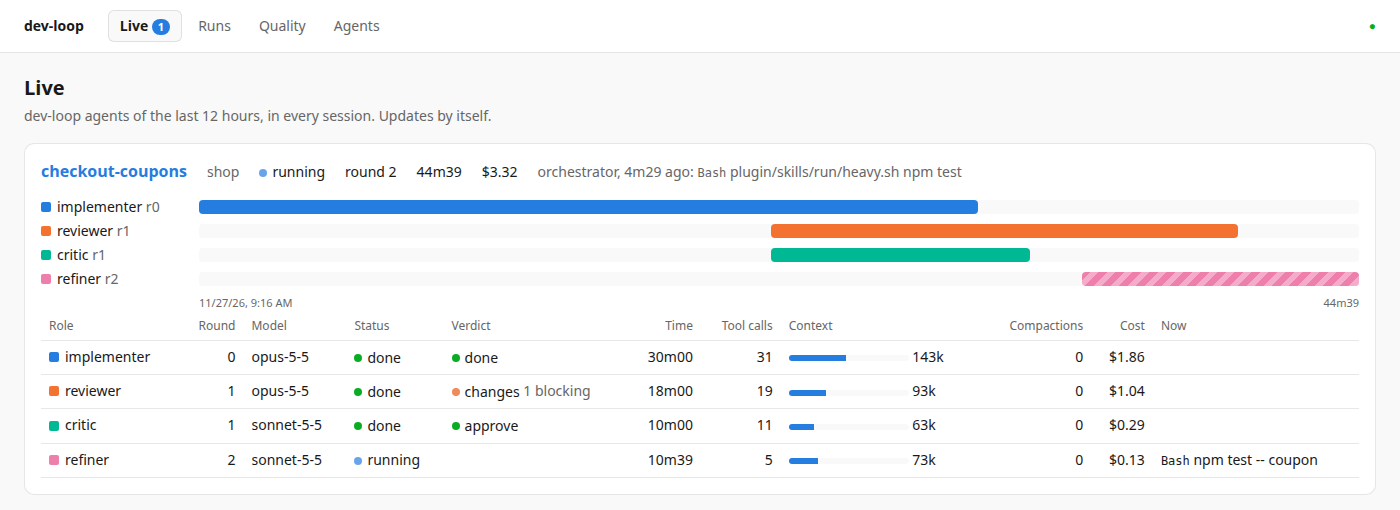 dev-loop Live 1 Runs Quality Agents
Live
dev-loop agents of the last 12 hours, in every session. Updates by itself.
checkout-coupons shop running round 2 44m39 $3.32 orchestrator, 4m29 ago: Bash plugin/skills/run/heavy.sh npm test
implementer r0
reviewer r1
critic r1
refiner r2
11/27/26, 9:16 AM 44m39
Role Round Model Status Verdict Time Tool calls Context Compactions Cost Now
implementer 0 opus-5-5 done done 30m00 31 143k 0 $1.86
reviewer 1 opus-5-5 done changes 1 blocking 18m00 19 93k 0 $1.04
critic 1 sonnet-5-5 done approve 10m00 11 63k 0 $0.29
refiner 2 sonnet-5-5 running 10m39 5 73k 0 $0.13 Bash npm test -- coupon